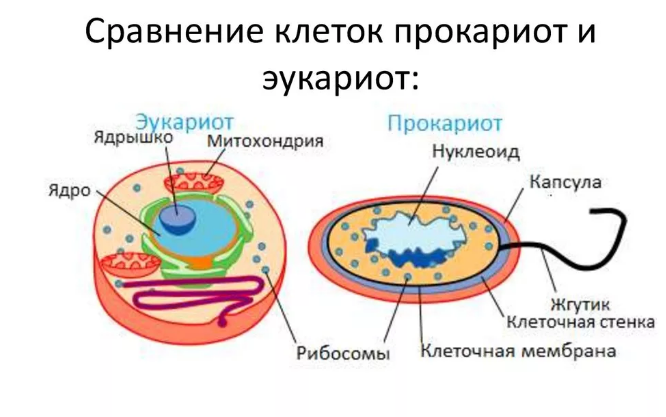 Сравнение клеток прокариот и
эукариот:
Эукариот
Прокариот
Ядрышко
Митохондрия
Нуклеоид
Ядро
Капсула
Жгутик
Клеточная стенка
Рибосомы
Клеточная мембрана